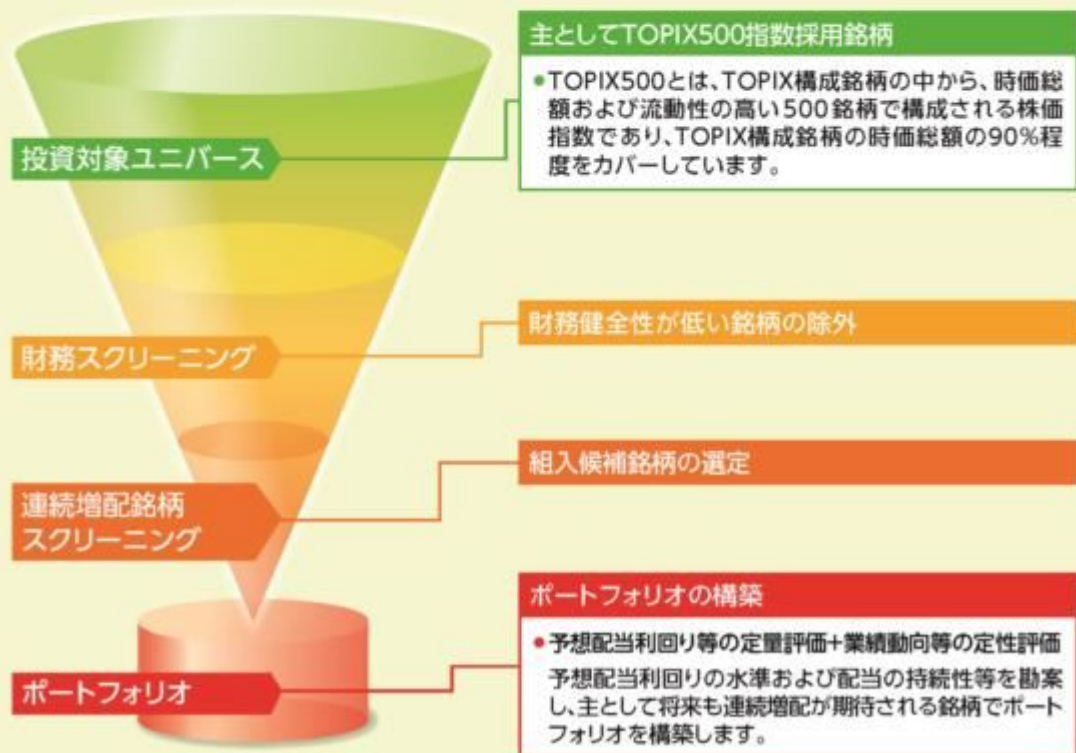 主としてTOPIX500指数採用銘柄
•TOPIX500とは、TOPIX構成銘柄の中から、時価総
額および流動性の高い500銘柄で構成される株価
指数であり、TOPIX構成銘柄の時価総額の90%程
度をカバーしています。
投資対象ユニバース
財務健全性が低い銘柄の除外
財務スクリーニング
組入候補銘柄の選定
連続増配銘柄
スクリーニング
ポートフォリオの構築
•予想配当利回り等の定量評価+業績動向等の定性評価
予想配当利回りの水準および配当の持続性等を勘案
し、主として将来も連続増配が期待される銘柄でポート
フォリオを構築します。
ポートフォリオ